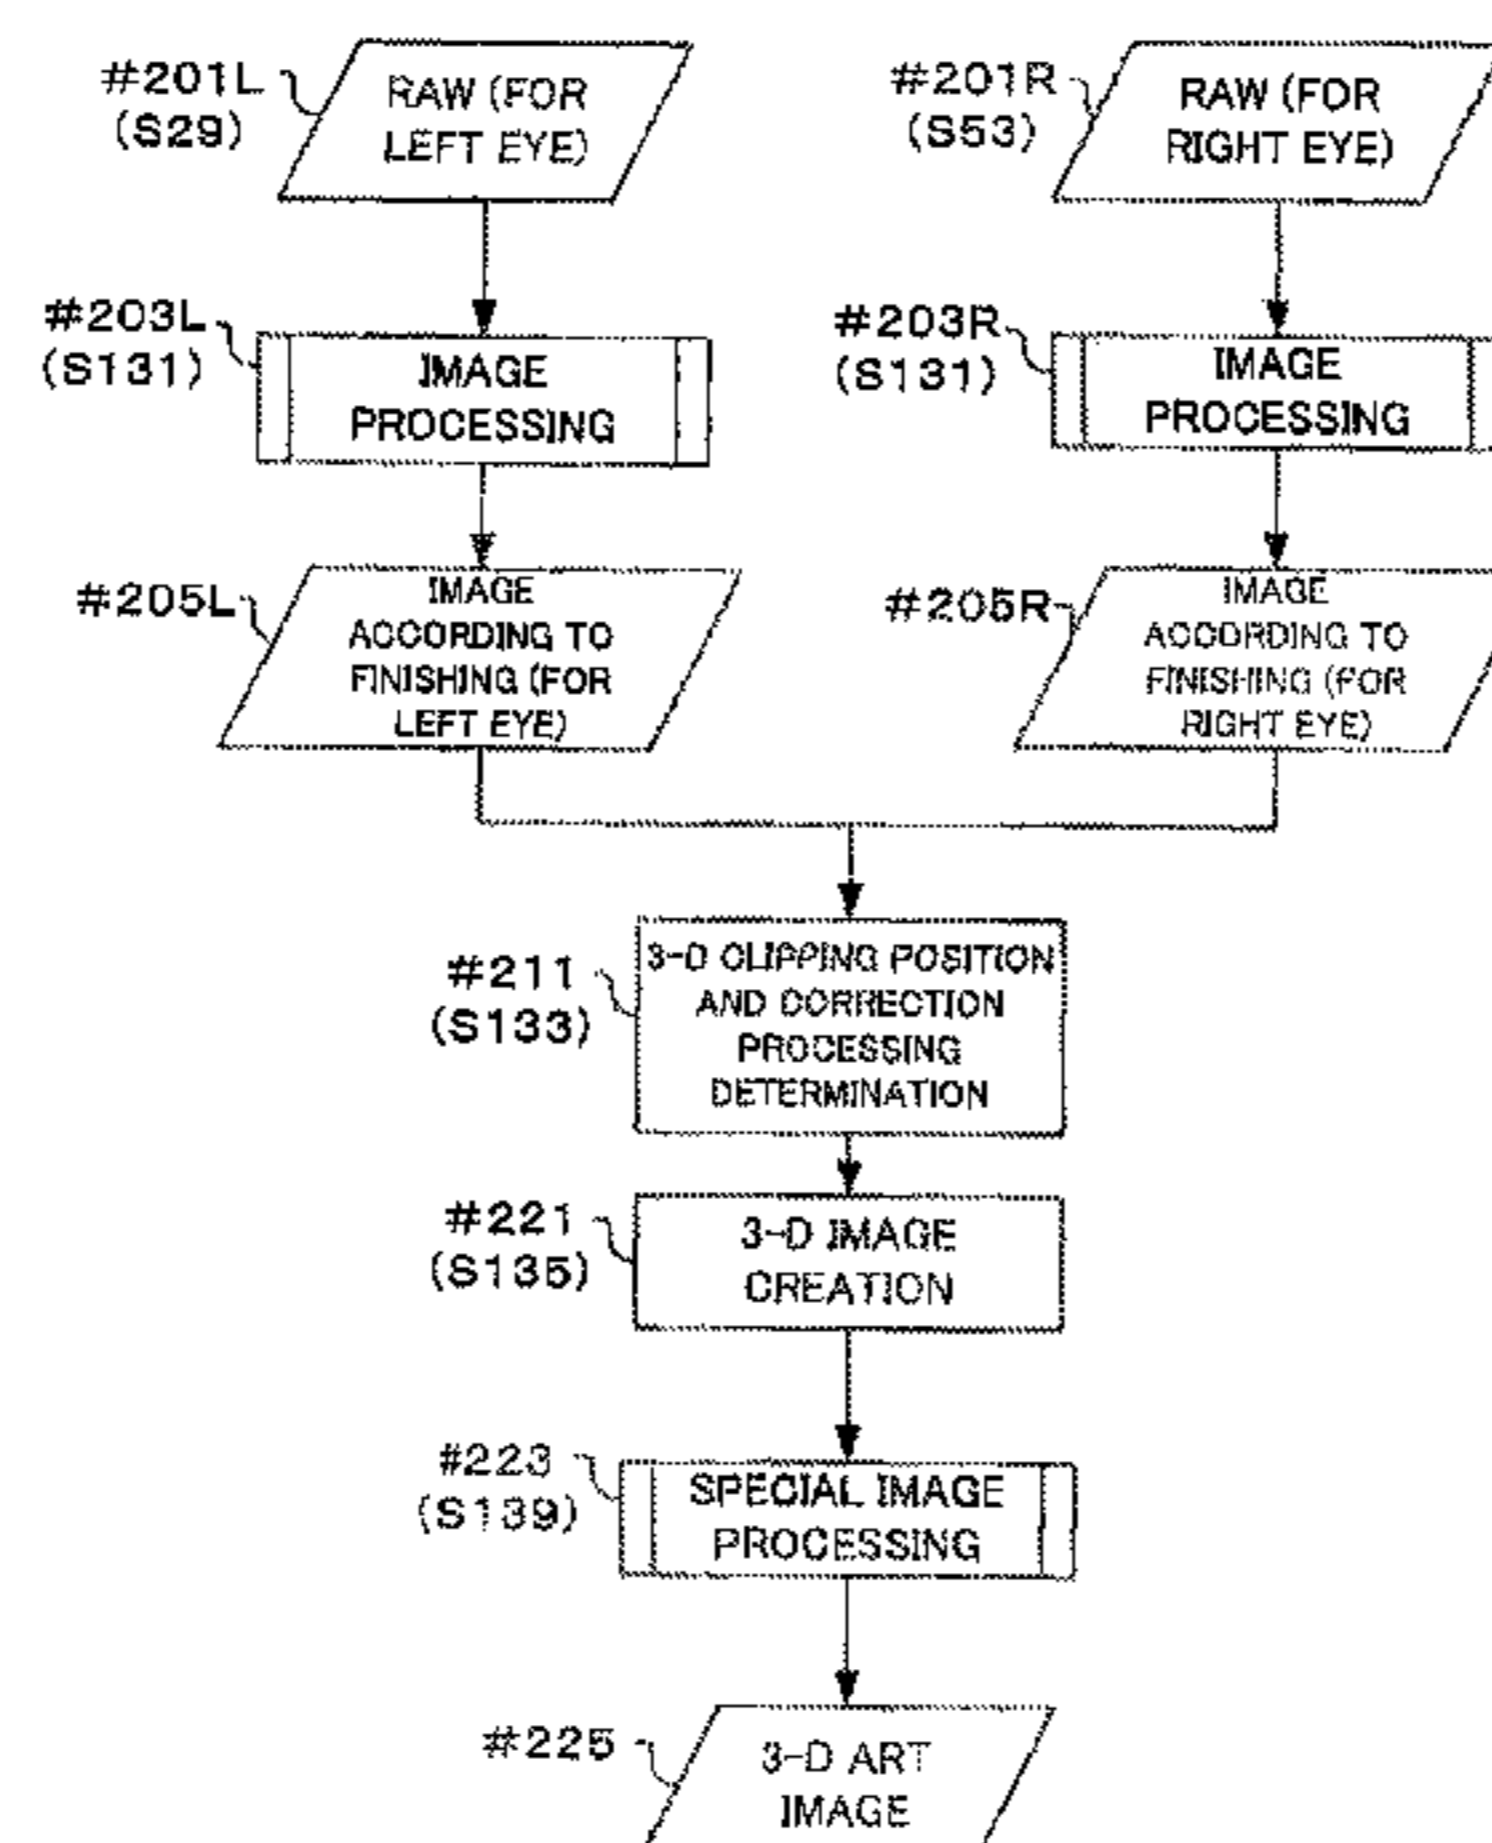 #201L
(S29)
RAW (FOR
LEFT EYE)
#201R
(S53)
RAW (FOR
RIGHT EYE)
#203L
(S131)
IMAGE
PROCESSING
#203R
(S131)
IMAGE
PROCESSING
#205L
IMAGE
ACCORDING TO
FINISHING (FOR
LEFT EYE)
#205R
IMAGE
ACCORDING TO
FINISHING (FOR
RIGHT EYE)
#211
(S133)
3-D CLIPPING POSITION
AND CORRECTION
PROCESSING
DETERMINATION
#221
(S135)
3-D IMAGE
CREATION
#223
(S139)
SPECIAL IMAGE
PROCESSING
#225
3-D ART
IMAGE